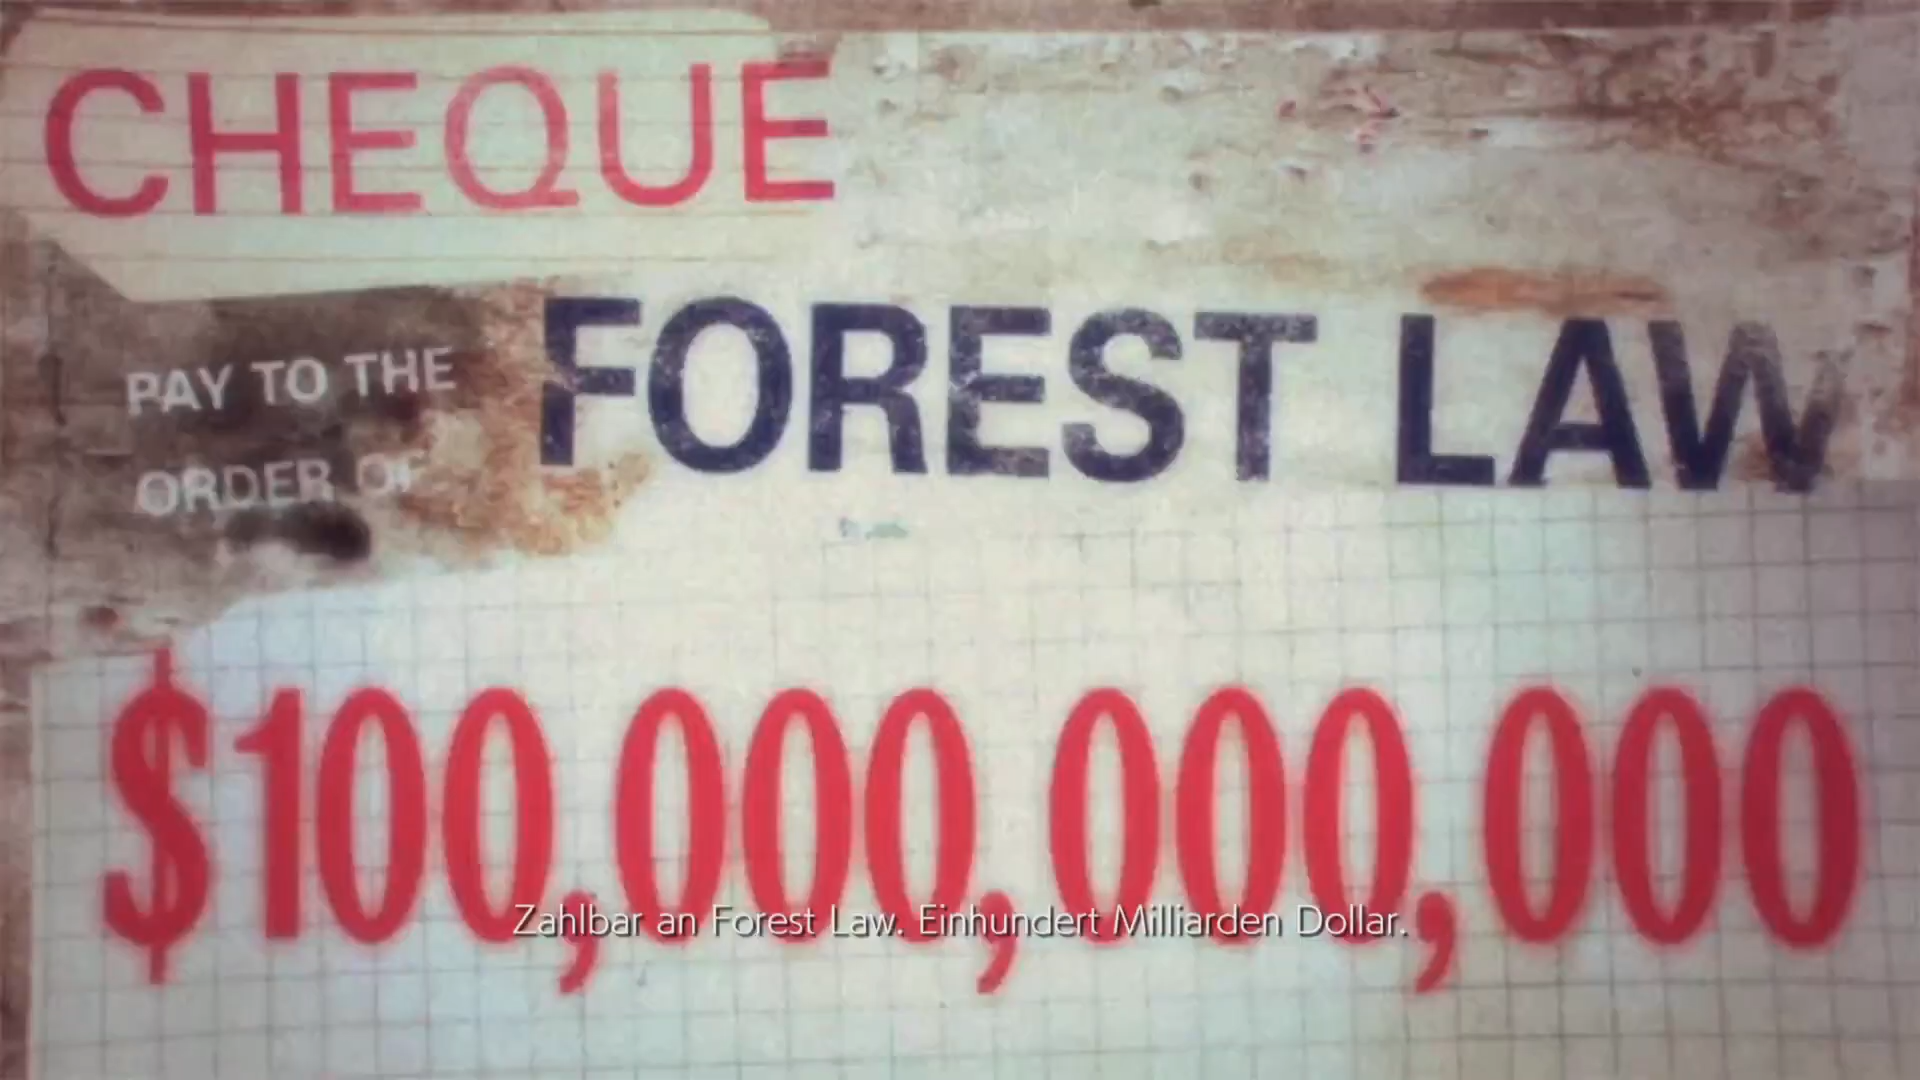 CHEQUE
PAY TO THE
ORDER OF
FOREST LAW
$100,000,000,000
Zahlbar an Forest Law. Einhundert Milliarden Dollar.